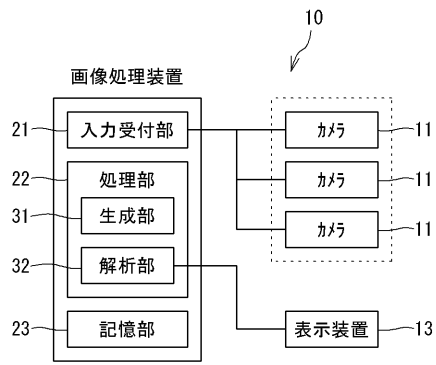 10
画像処理装置
21 入力受付部 カメラ 11
22 処理部 カメラ 11
31 生成部 カメラ 11
32 解析部
23 記憶部 表示装置 13